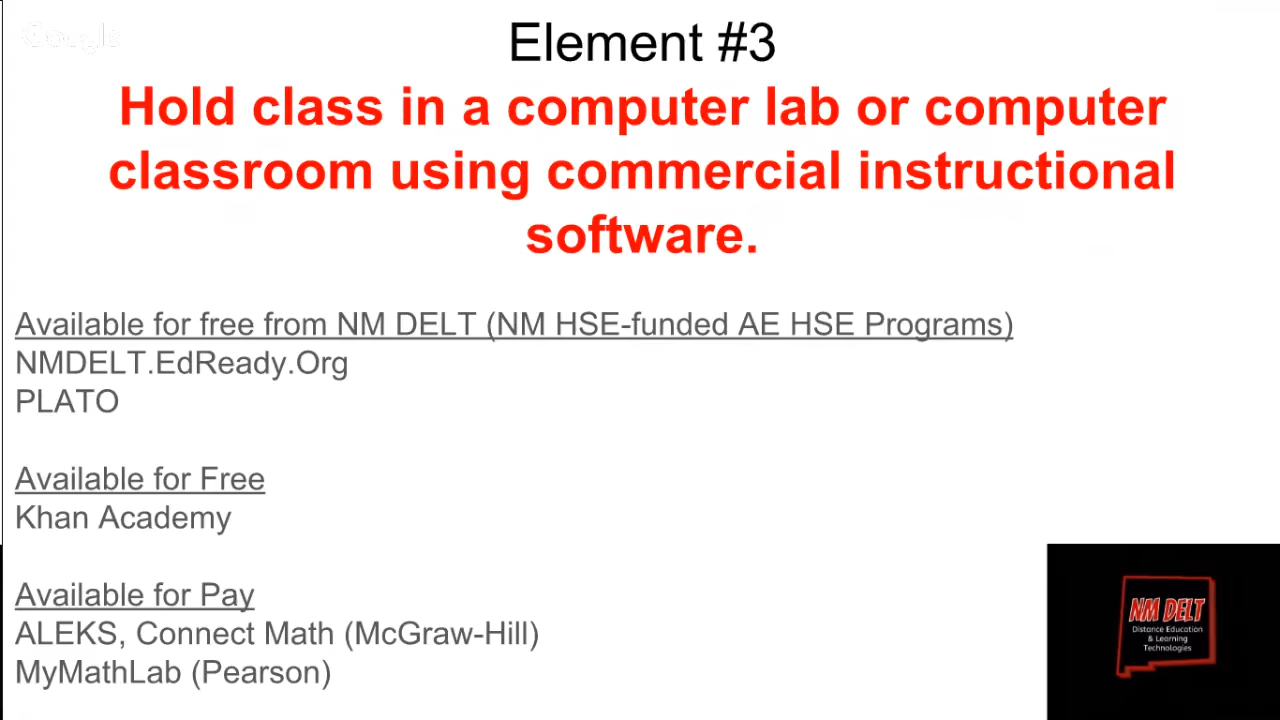 Google
Element #3
Hold class in a computer lab or computer
classroom using commercial instructional
software.
Available for free from NM DELT (NM HSE-funded AE HSE Programs)
NMDELT.EdReady.Org
PLATO
Available for Free
Khan Academy
Available for Pay
ALEKS, Connect Math (McGraw-Hill)
MyMathLab (Pearson)
NM DELT
Distance Education
& Learning
Technologies